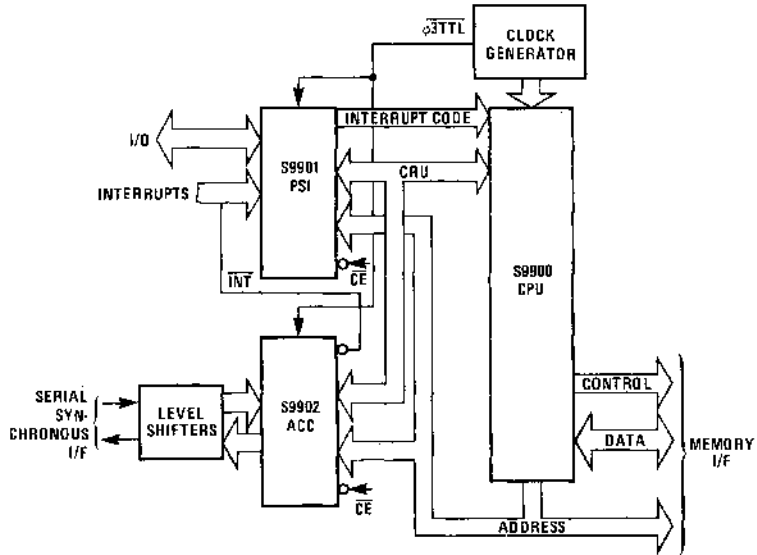 φ3TTL
CLOCK
GENERATOR
INTERRUPT CODE
I/O
S9901
PSI
CRU
INTERRUPTS
S9900
CPU
CE
INT
CONTROL
SERIAL
SYN-
CHRONOUS
I/F
LEVEL
SHIFTERS
S9902
ACC
DATA
MEMORY
I/F
CE
ADDRESS